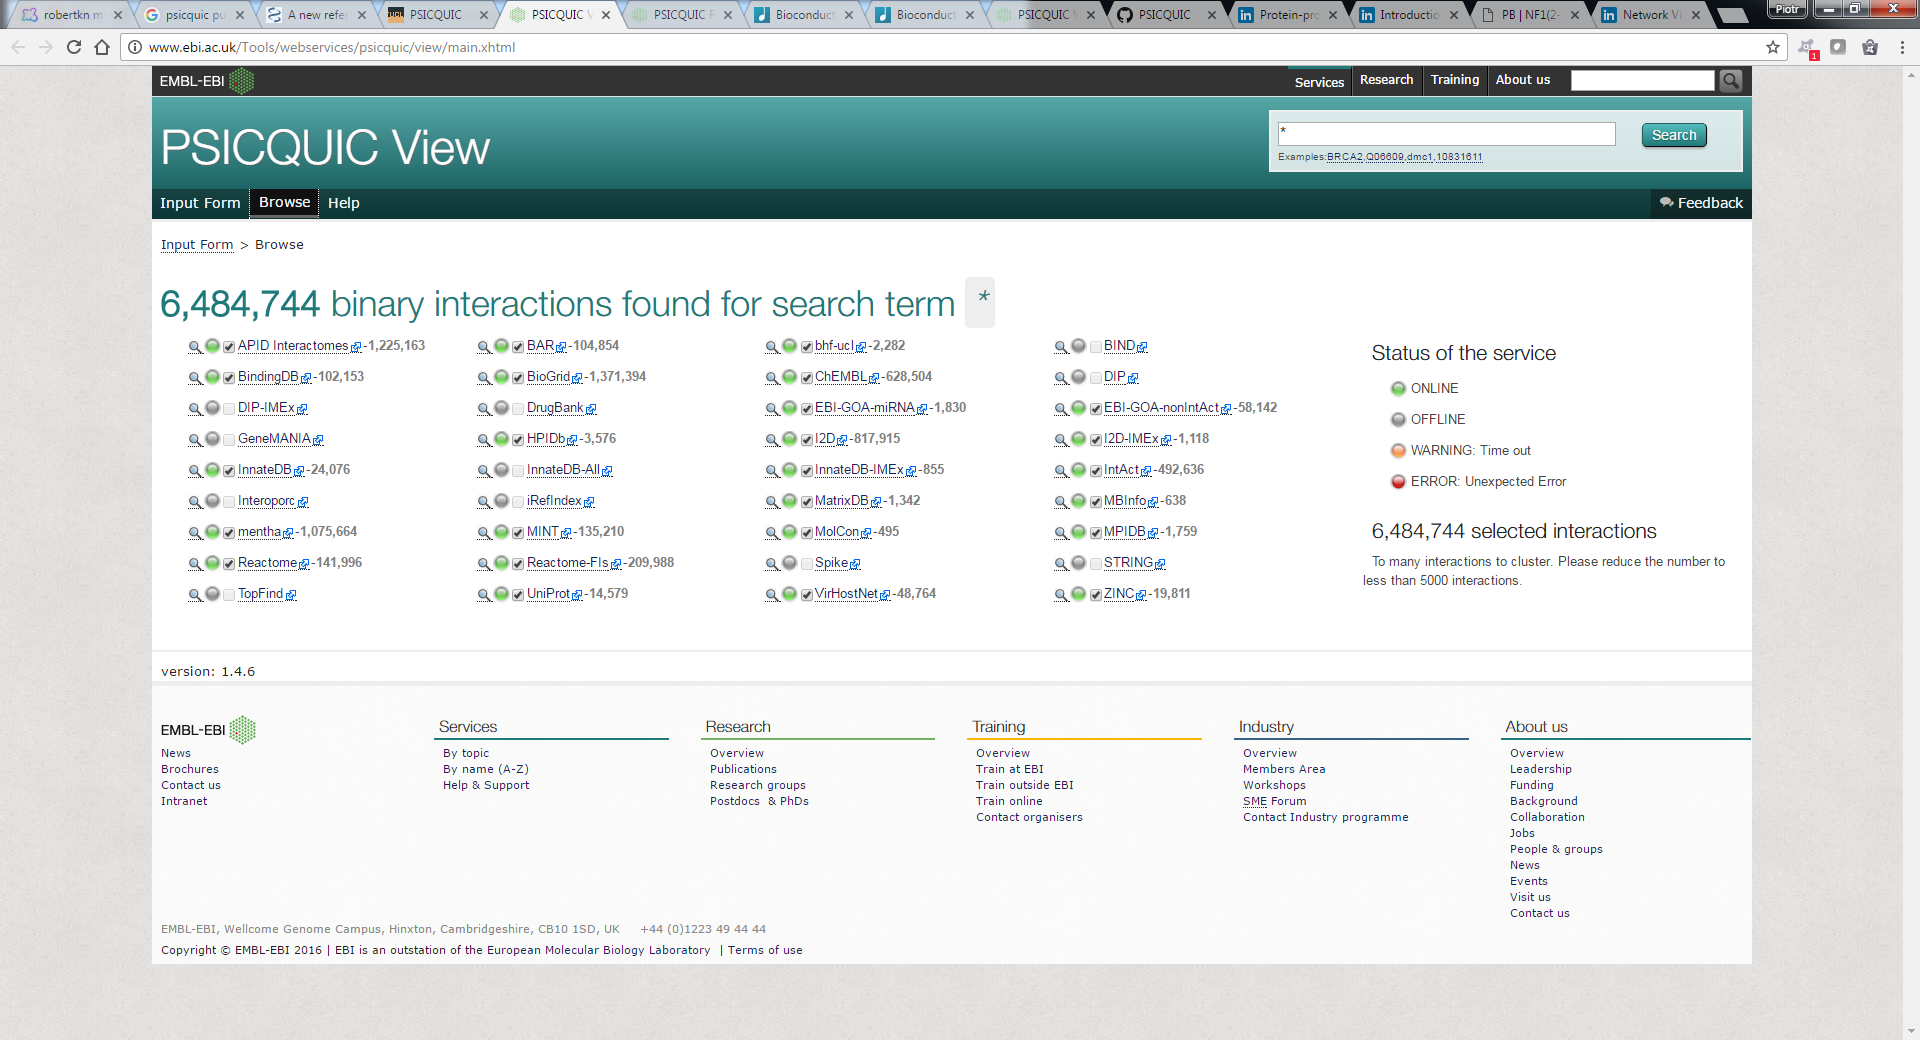 robertkn m
psicquic pu
A new refer
PSICQUIC
PSICQUIC V
PSICQUIC R
Bioconduct
Bioconduct
PSICQUIC V
PSICQUIC
Protein-pro
Introductio
PB | NF1(2-
Network Vi
Piotr
www.ebi.ac.uk/Tools/webservices/psicquic/view/main.xhtml
1
EMBL-EBI
Services
Research
Training
About us
PSICQUIC View
*
Search
Examples:BRCA2,Q06609,dmc1,10831611
Input Form
Browse
Help
Feedback
Input Form > Browse
6,484,744 binary interactions found for search term *
APID Interactomes -1,225,163
BAR -104,854
bhf-ucl -2,282
BIND
BindingDB -102,153
BioGrid -1,371,394
ChEMBL -628,504
DIP
DIP-IMEx
DrugBank
EBI-GOA-miRNA -1,830
EBI-GOA-nonIntAct -58,142
GeneMANIA
HPIDb -3,576
I2D -817,915
I2D-IMEx -1,118
InnateDB -24,076
InnateDB-All
InnateDB-IMEx -855
IntAct -492,636
Interoporc
iRefIndex
MatrixDB -1,342
MBInfo -638
mentha -1,075,664
MINT -135,210
MolCon -495
MPIDB -1,759
Reactome -141,996
Reactome-FIs -209,988
Spike
STRING
TopFind
UniProt -14,579
VirHostNet -48,764
ZINC -19,811
Status of the service
ONLINE
OFFLINE
WARNING: Time out
ERROR: Unexpected Error
6,484,744 selected interactions
To many interactions to cluster. Please reduce the number to
less than 5000 interactions.
version: 1.4.6
EMBL-EBI
News
Brochures
Contact us
Intranet
Services
By topic
By name (A-Z)
Help & Support
Research
Overview
Publications
Research groups
Postdocs & PhDs
Training
Overview
Train at EBI
Train outside EBI
Train online
Contact organisers
Industry
Overview
Members Area
Workshops
SME Forum
Contact Industry programme
About us
Overview
Leadership
Funding
Background
Collaboration
Jobs
People & groups
News
Events
Visit us
Contact us
EMBL-EBI, Wellcome Genome Campus, Hinxton, Cambridgeshire, CB10 1SD, UK +44 (0)1223 49 44 44
Copyright © EMBL-EBI 2016 | EBI is an outstation of the European Molecular Biology Laboratory | Terms of use